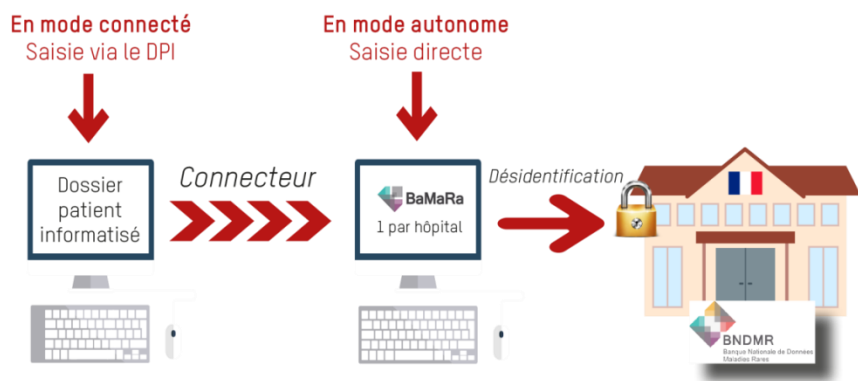 En mode connecté
Saisie via le DPI
En mode autonome
Saisie directe
Dossier
patient
informatisé
Connecteur
BaMaRa
1 par hôpital
Désidentification
BNDMR
Banque Nationale de Données
Maladies Rares